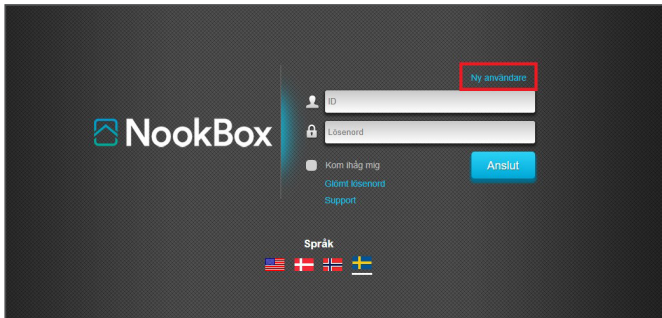 Ny användare
ID
NookBox
Lösenord
Kom ihåg mig
Anslut
Glömt lösenord
Support
Språk